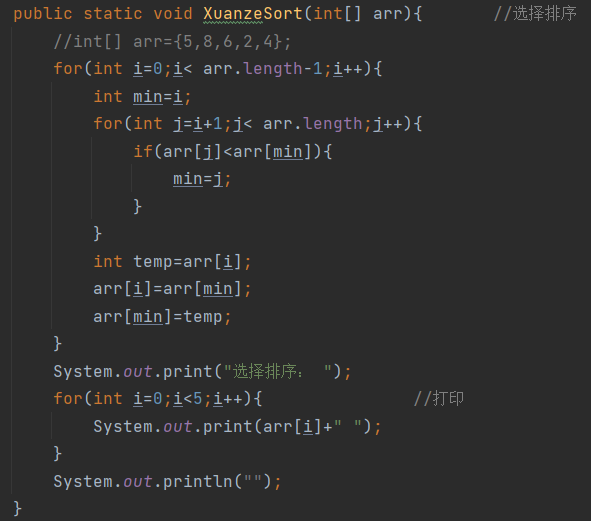 public static void XuanzeSort(int[] arr){       //选择排序
    //int[] arr={5,8,6,2,4};
    for(int i=0;i< arr.length-1;i++){
        int min=i;
        for(int j=i+1;j< arr.length;j++){
            if(arr[j]<arr[min]){
                min=j;
            }
        }
        int temp=arr[i];
        arr[i]=arr[min];
        arr[min]=temp;
    }
    System.out.print("选择排序： ");
    for(int i=0;i<5;i++){               //打印
        System.out.print(arr[i]+" ");
    }
    System.out.println("");
}